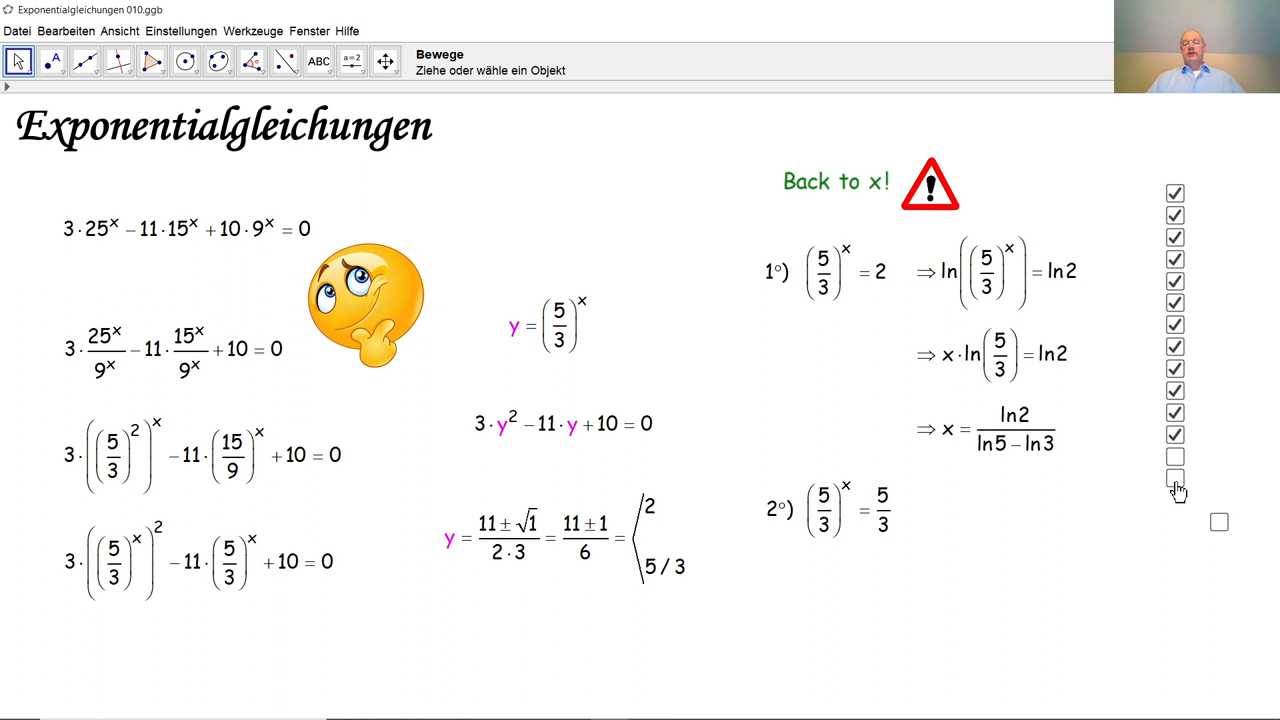 Exponentialgleichungen 010.ggb
Datei Bearbeiten Ansicht Einstellungen Werkzeuge Fenster Hilfe
A
ABC
a=2
Bewege
Ziehe oder wähle ein Objekt
Exponentialgleichungen
3·25ˣ – 11·15ˣ + 10·9ˣ = 0
3·25ˣ/9ˣ – 11·15ˣ/9ˣ + 10 = 0
3·((5/3)²)ˣ – 11·(15/9)ˣ + 10 = 0
3·((5/3)ˣ)² – 11·(5/3)ˣ + 10 = 0
y = (5/3)ˣ
3·y² – 11·y + 10 = 0
y = (11 ± √1)/(2·3) = (11 ± 1)/6 = 〈 2
5 / 3
Back to x!
1°) (5/3)ˣ = 2 ⇒ ln((5/3)ˣ) = ln2
⇒ x·ln(5/3) = ln2
⇒ x = ln2/(ln5 – ln3)
2°) (5/3)ˣ = 5/3